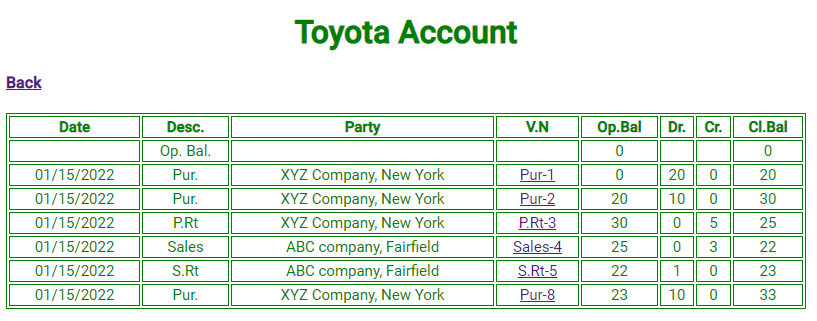 Toyota Account
Back
Date Desc. Party V.N Op.Bal Dr. Cr. Cl.Bal
Op. Bal. 0 0
01/15/2022 Pur. XYZ Company, New York Pur-1 0 20 0 20
01/15/2022 Pur. XYZ Company, New York Pur-2 20 10 0 30
01/15/2022 P.Rt XYZ Company, New York P.Rt-3 30 0 5 25
01/15/2022 Sales ABC company, Fairfield Sales-4 25 0 3 22
01/15/2022 S.Rt ABC company, Fairfield S.Rt-5 22 1 0 23
01/15/2022 Pur. XYZ Company, New York Pur-8 23 10 0 33